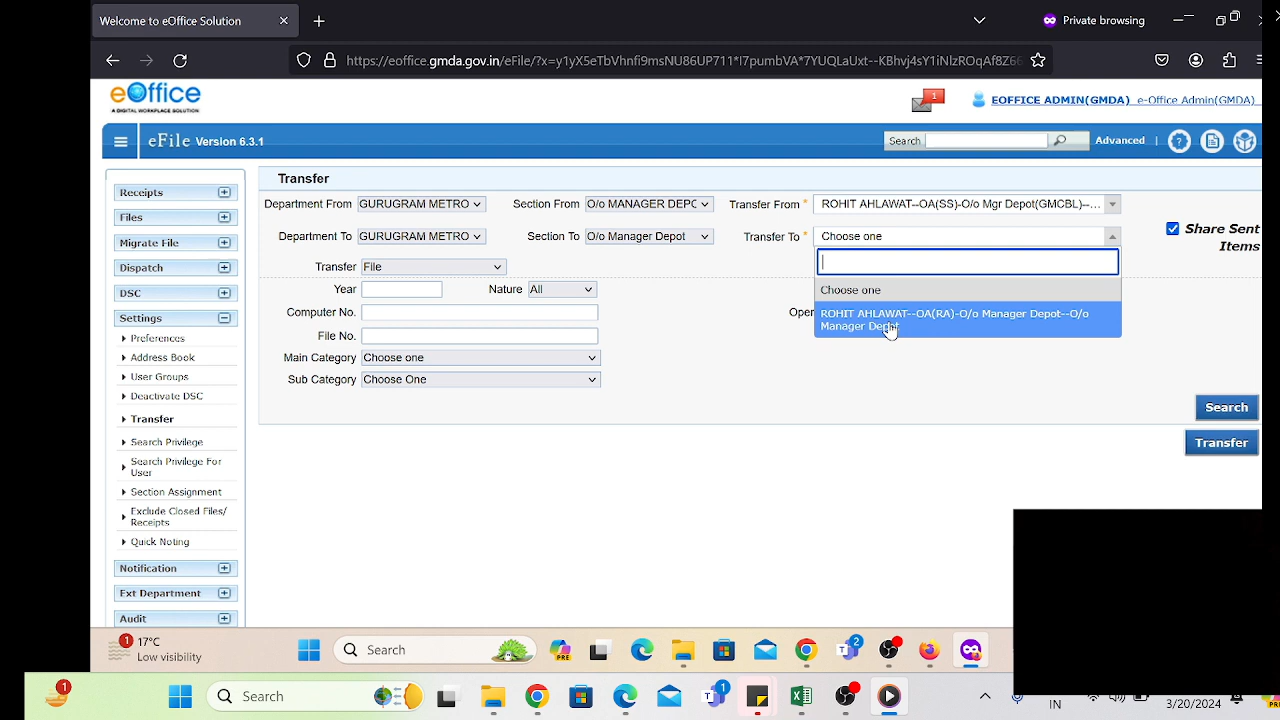 Welcome to eOffice Solution
Private browsing
https://eoffice.gmda.gov.in/eFile/?x=y1yX5eTbVhnfi9msNU86UP711*I7pumbVA*7YUQLaUxt--KBhvj4sY1iNlzROqAf8Z66
eOffice
A DIGITAL WORKPLACE SOLUTION
1
EOFFICE ADMIN(GMDA) e-Office Admin(GMDA)
eFile Version 6.3.1
Search
Advanced
Transfer
Receipts
Files
Migrate File
Dispatch
DSC
Settings
Preferences
Address Book
User Groups
Deactivate DSC
Transfer
Search Privilege
Search Privilege For
User
Section Assignment
Exclude Closed Files/
Receipts
Quick Noting
Notification
Ext Department
Audit
Department From GURUGRAM METRO Section From O/o MANAGER DEPC Transfer From * ROHIT AHLAWAT--OA(SS)-O/o Mgr Depot(GMCBL)--...
Department To GURUGRAM METRO Section To O/o Manager Depot Transfer To * Choose one
Share Sent
Items
Transfer File
Choose one
ROHIT AHLAWAT--OA(RA)-O/o Manager Depot--O/o
Manager Depot
Year Nature All
Computer No. Oper
File No.
Main Category Choose one
Sub Category Choose One
Search
Transfer
1 17°C
Low visibility
Search
PRE
2
1
Search
1
IN
3/20/2024